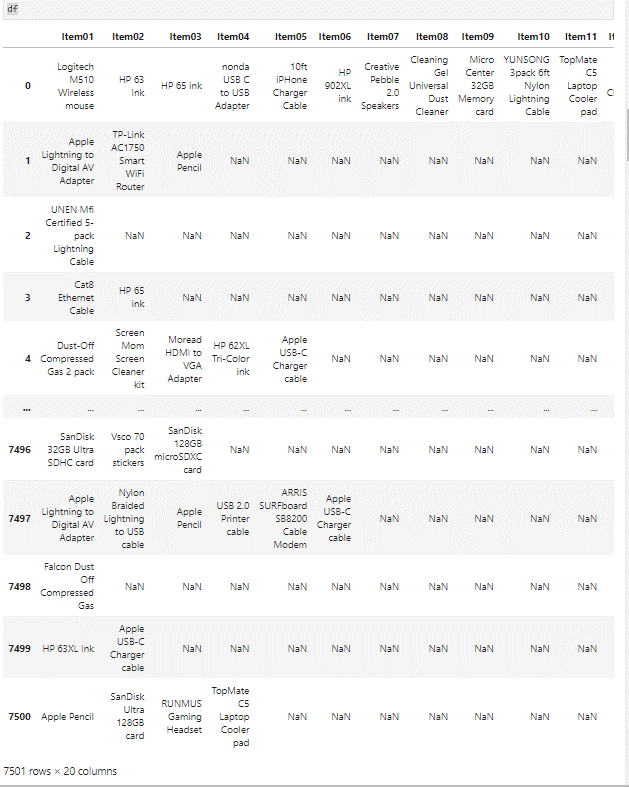 df
Item01 Item02 Item03 Item04 Item05 Item06 Item07 Item08 Item09 Item10 Item11
0 Logitech M510 Wireless mouse HP 63 Ink HP 65 ink nonda USB C to USB Adapter 10ft iPhone Charger Cable HP 902XL ink Creative Pebble 2.0 Speakers Cleaning Gel Universal Dust Cleaner Micro Center 32GB Memory card YUNSONG 3pack 6ft Nylon Lightning Cable TopMate C5 Laptop Cooler pad
1 Apple Lightning to Digital AV Adapter TP-Link AC1750 Smart WiFi Router Apple Pencil NaN NaN NaN NaN NaN NaN NaN NaN
2 UNEN Mfi Certified 5-pack Lightning Cable NaN NaN NaN NaN NaN NaN NaN NaN NaN NaN
3 Cat8 Ethernet Cable HP 65 ink NaN NaN NaN NaN NaN NaN NaN NaN NaN
4 Dust-Off Compressed Gas 2 pack Screen Mom Screen Cleaner kit Moread HDMI to VGA Adapter HP 62XL Tri-Color ink Apple USB-C Charger cable NaN NaN NaN NaN NaN NaN
... ... ... ... ... ... ... ... ... ... ... ...
7496 SanDisk 32GB Ultra SDHC card Vsco 70 pack stickers SanDisk 128GB microSDXC card NaN NaN NaN NaN NaN NaN NaN NaN
7497 Apple Lightning to Digital AV Adapter Nylon Braided Lightning to USB cable Apple Pencil USB 2.0 Printer cable ARRIS SURFboard SB8200 Cable Modem Apple USB-C Charger cable NaN NaN NaN NaN NaN
7498 Falcon Dust Off Compressed Gas NaN NaN NaN NaN NaN NaN NaN NaN NaN NaN
7499 HP 63XL Ink Apple USB-C Charger cable NaN NaN NaN NaN NaN NaN NaN NaN NaN
7500 Apple Pencil SanDisk Ultra 128GB card RUNMUS Gaming Headset TopMate C5 Laptop Cooler pad NaN NaN NaN NaN NaN NaN NaN
7501 rows × 20 columns